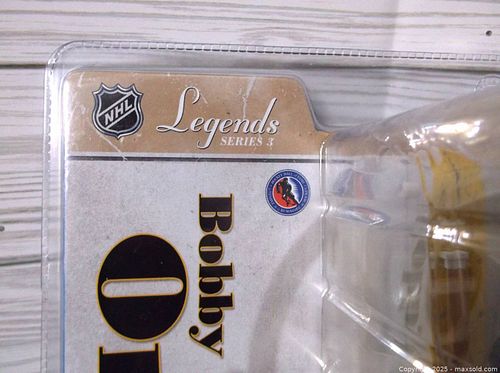 NHL
Legends
SERIES 3
Bobby
O
Copyright 2025 - maxsold.com